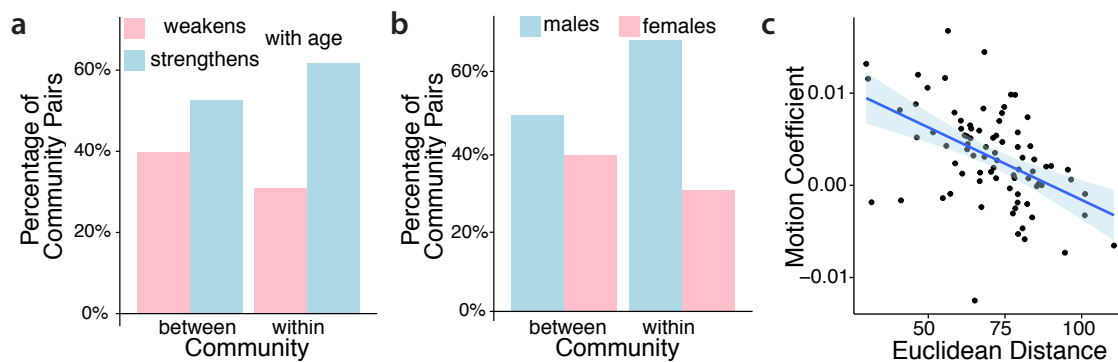 a
weakens
strengthens
with age
Percentage of
Community Pairs
60%
40%
20%
0%
between
within
Community
b
males
females
Percentage of
Community Pairs
60%
40%
20%
0%
between
within
Community
c
Motion Coefficient
0.01
0.00
−0.01
50
75
100
Euclidean Distance